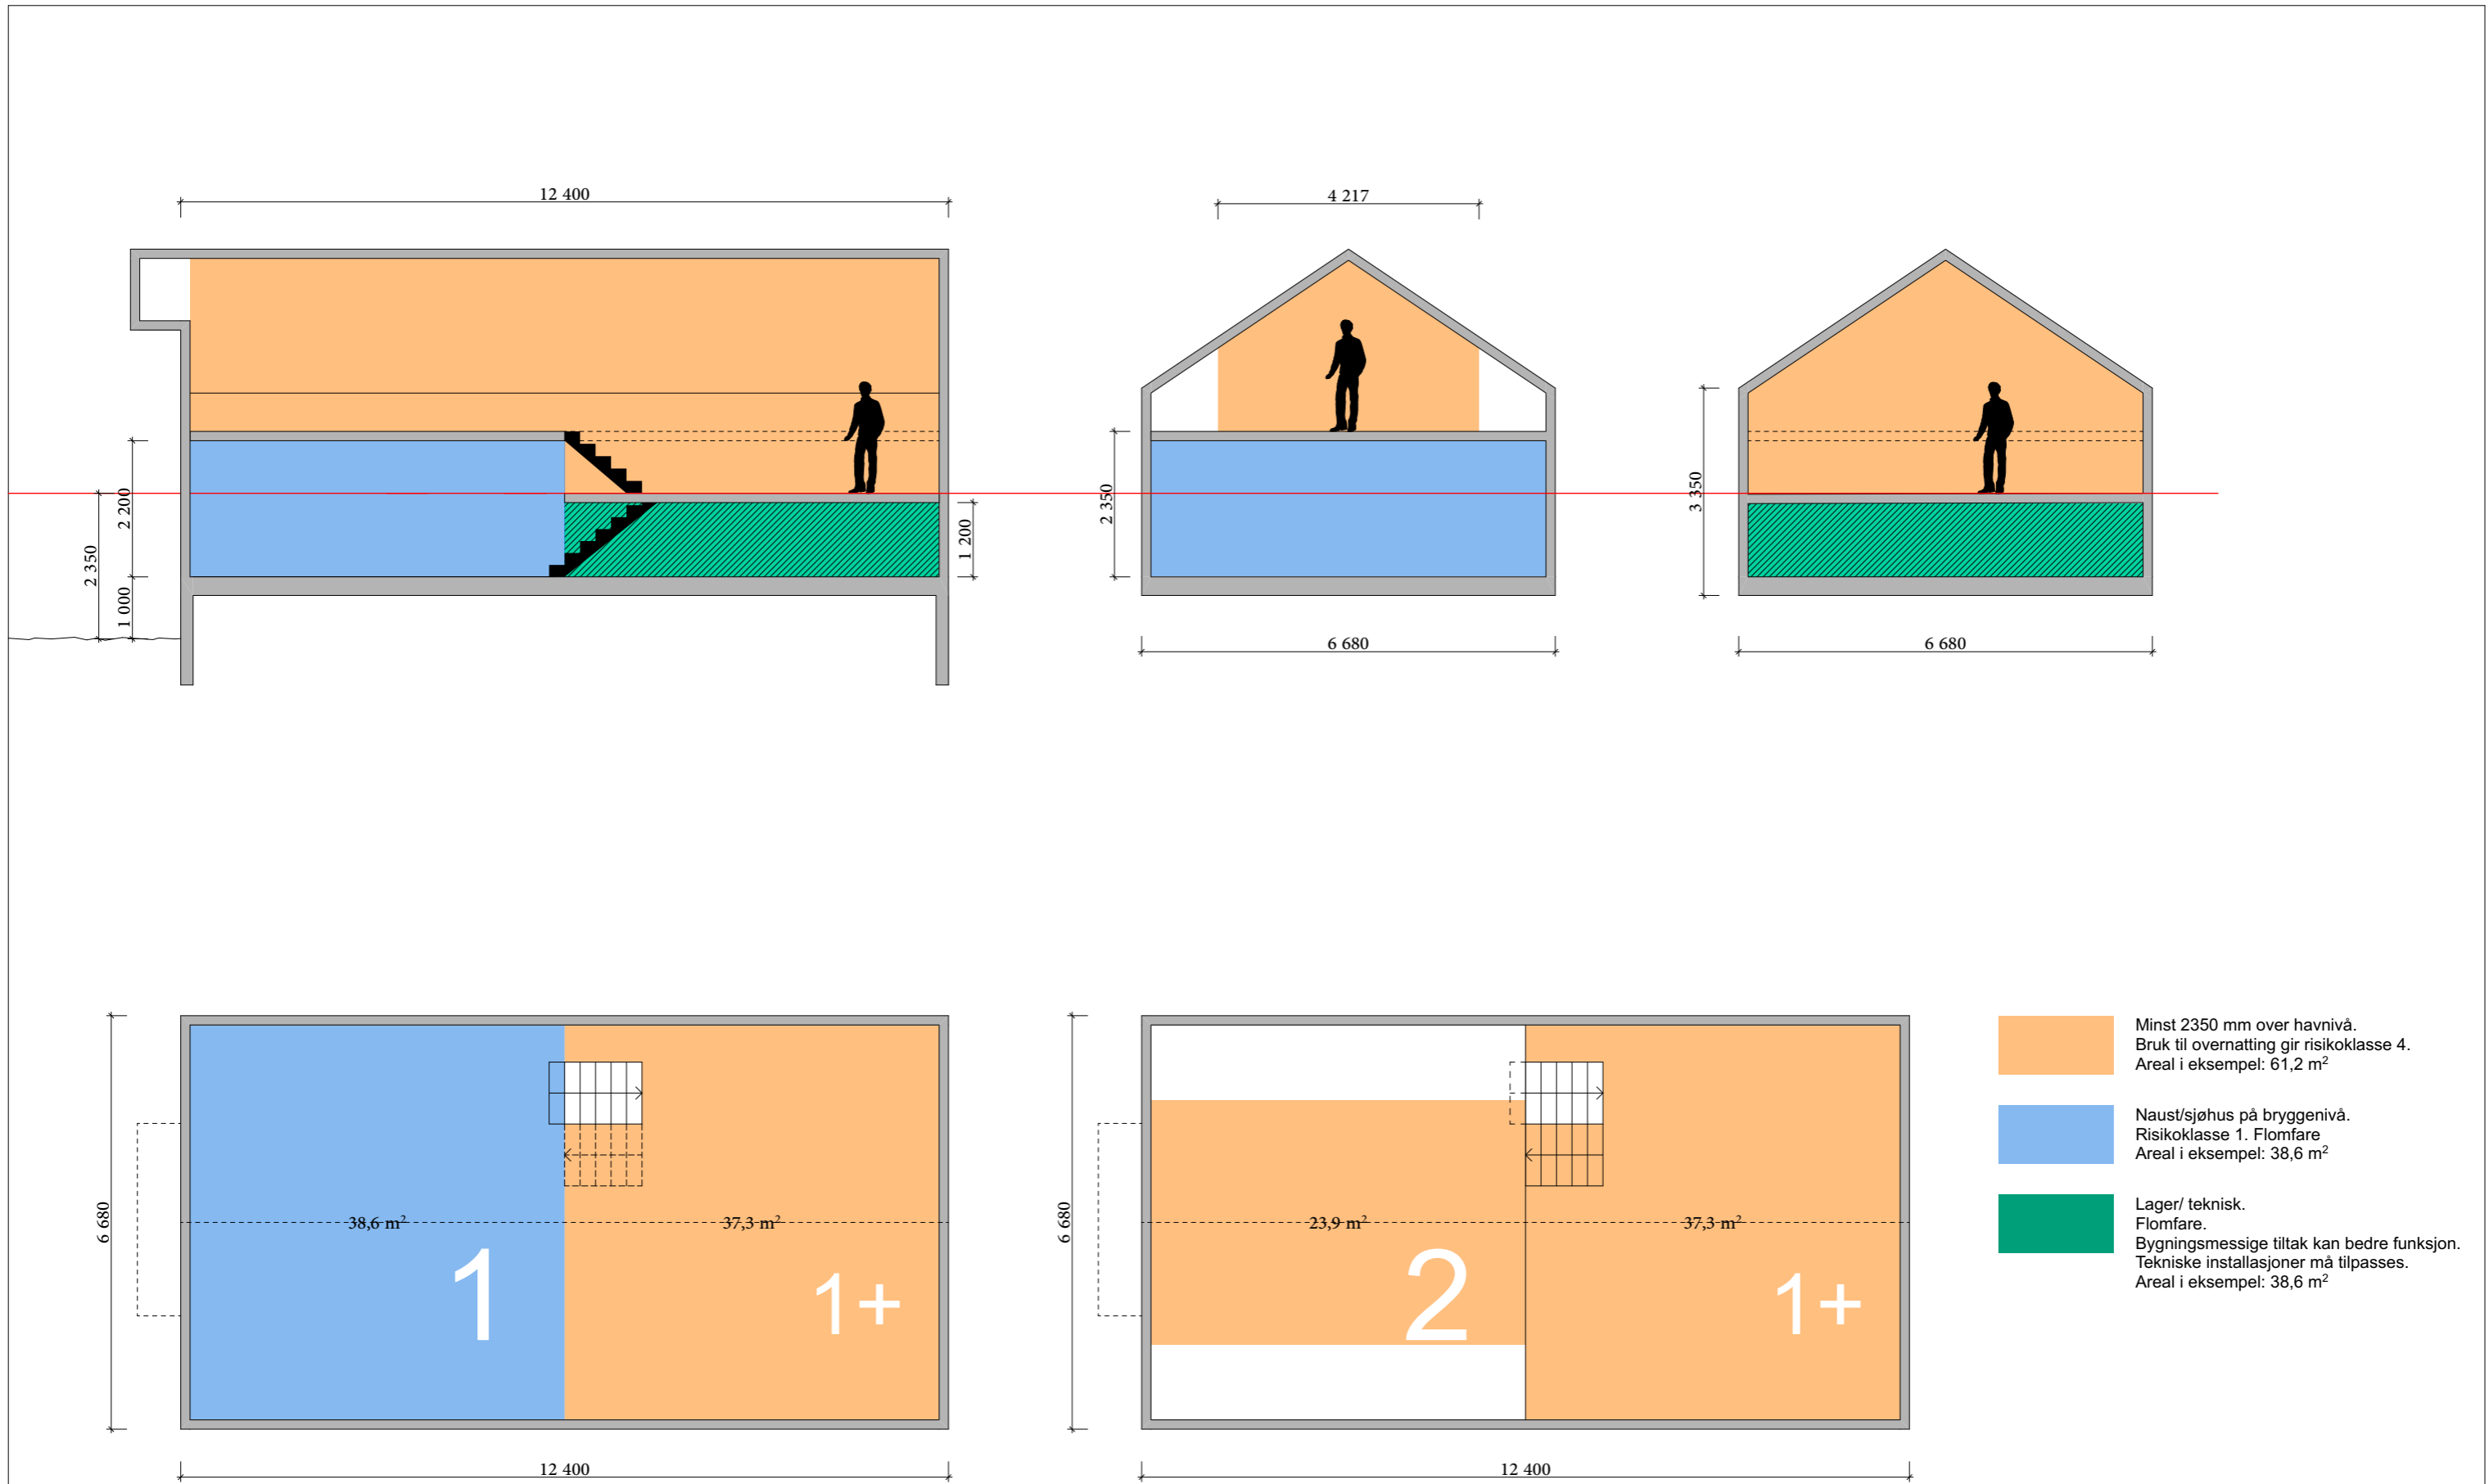 12 400
4 217
2 200
2 350
1 000
1 200
2 350
3 350
6 680
6 680
6 680
38,6 m²
37,3 m²
1
1+
12 400
6 680
23,9 m²
37,3 m²
2
1+
12 400
Minst 2350 mm over havnivå.
Bruk til overnatting gir risikoklasse 4.
Areal i eksempel: 61,2 m²
Naust/sjøhus på bryggenivå.
Risikoklasse 1. Flomfare
Areal i eksempel: 38,6 m²
Lager/ teknisk.
Flomfare.
Bygningsmessige tiltak kan bedre funksjon.
Tekniske installasjoner må tilpasses.
Areal i eksempel: 38,6 m²